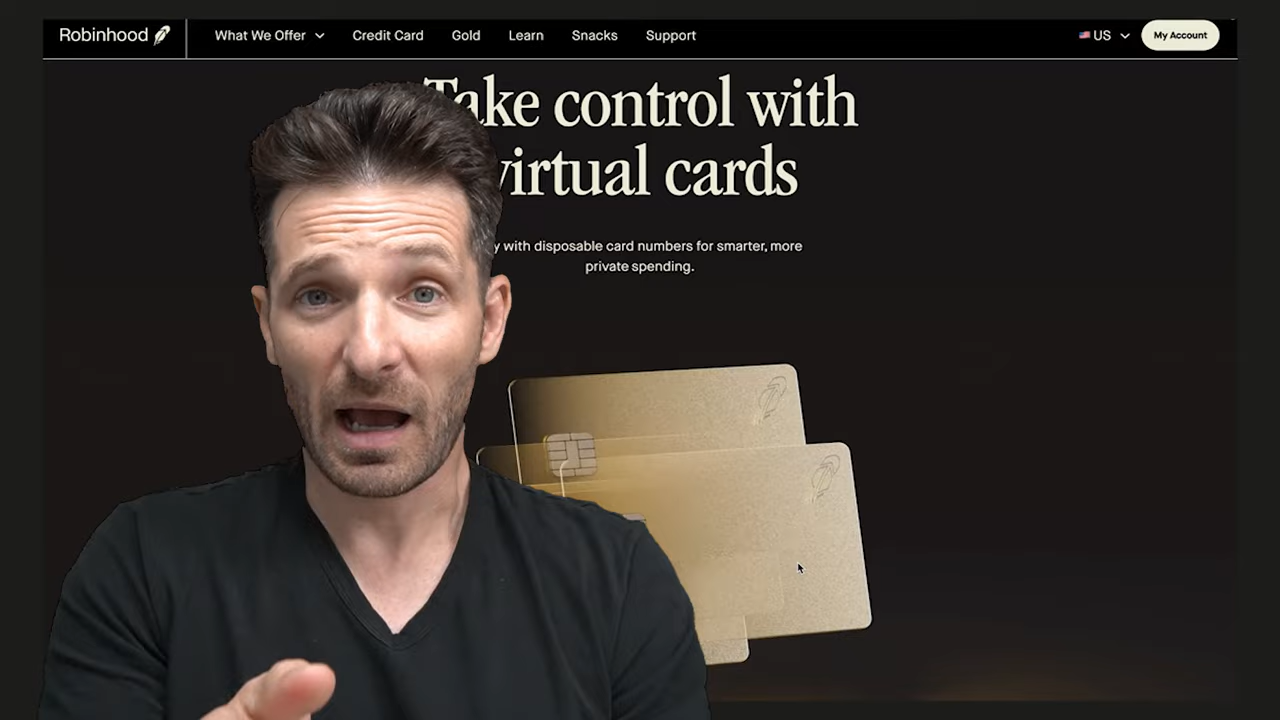 Robinhood
What We Offer
Credit Card
Gold
Learn
Snacks
Support
US
My Account
Take control with
virtual cards
with disposable card numbers for smarter, more
private spending.